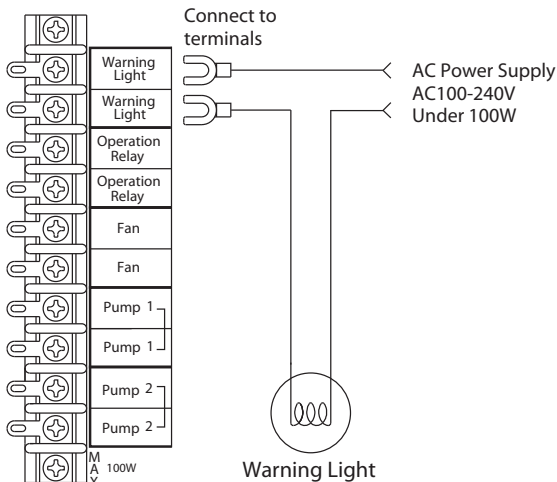 Connect to
terminals
Warning
Light
Warning
Light
Operation
Relay
Operation
Relay
Fan
Fan
Pump 1
Pump 1
Pump 2
Pump 2
MAX 100W
AC Power Supply
AC100-240V
Under 100W
Warning Light